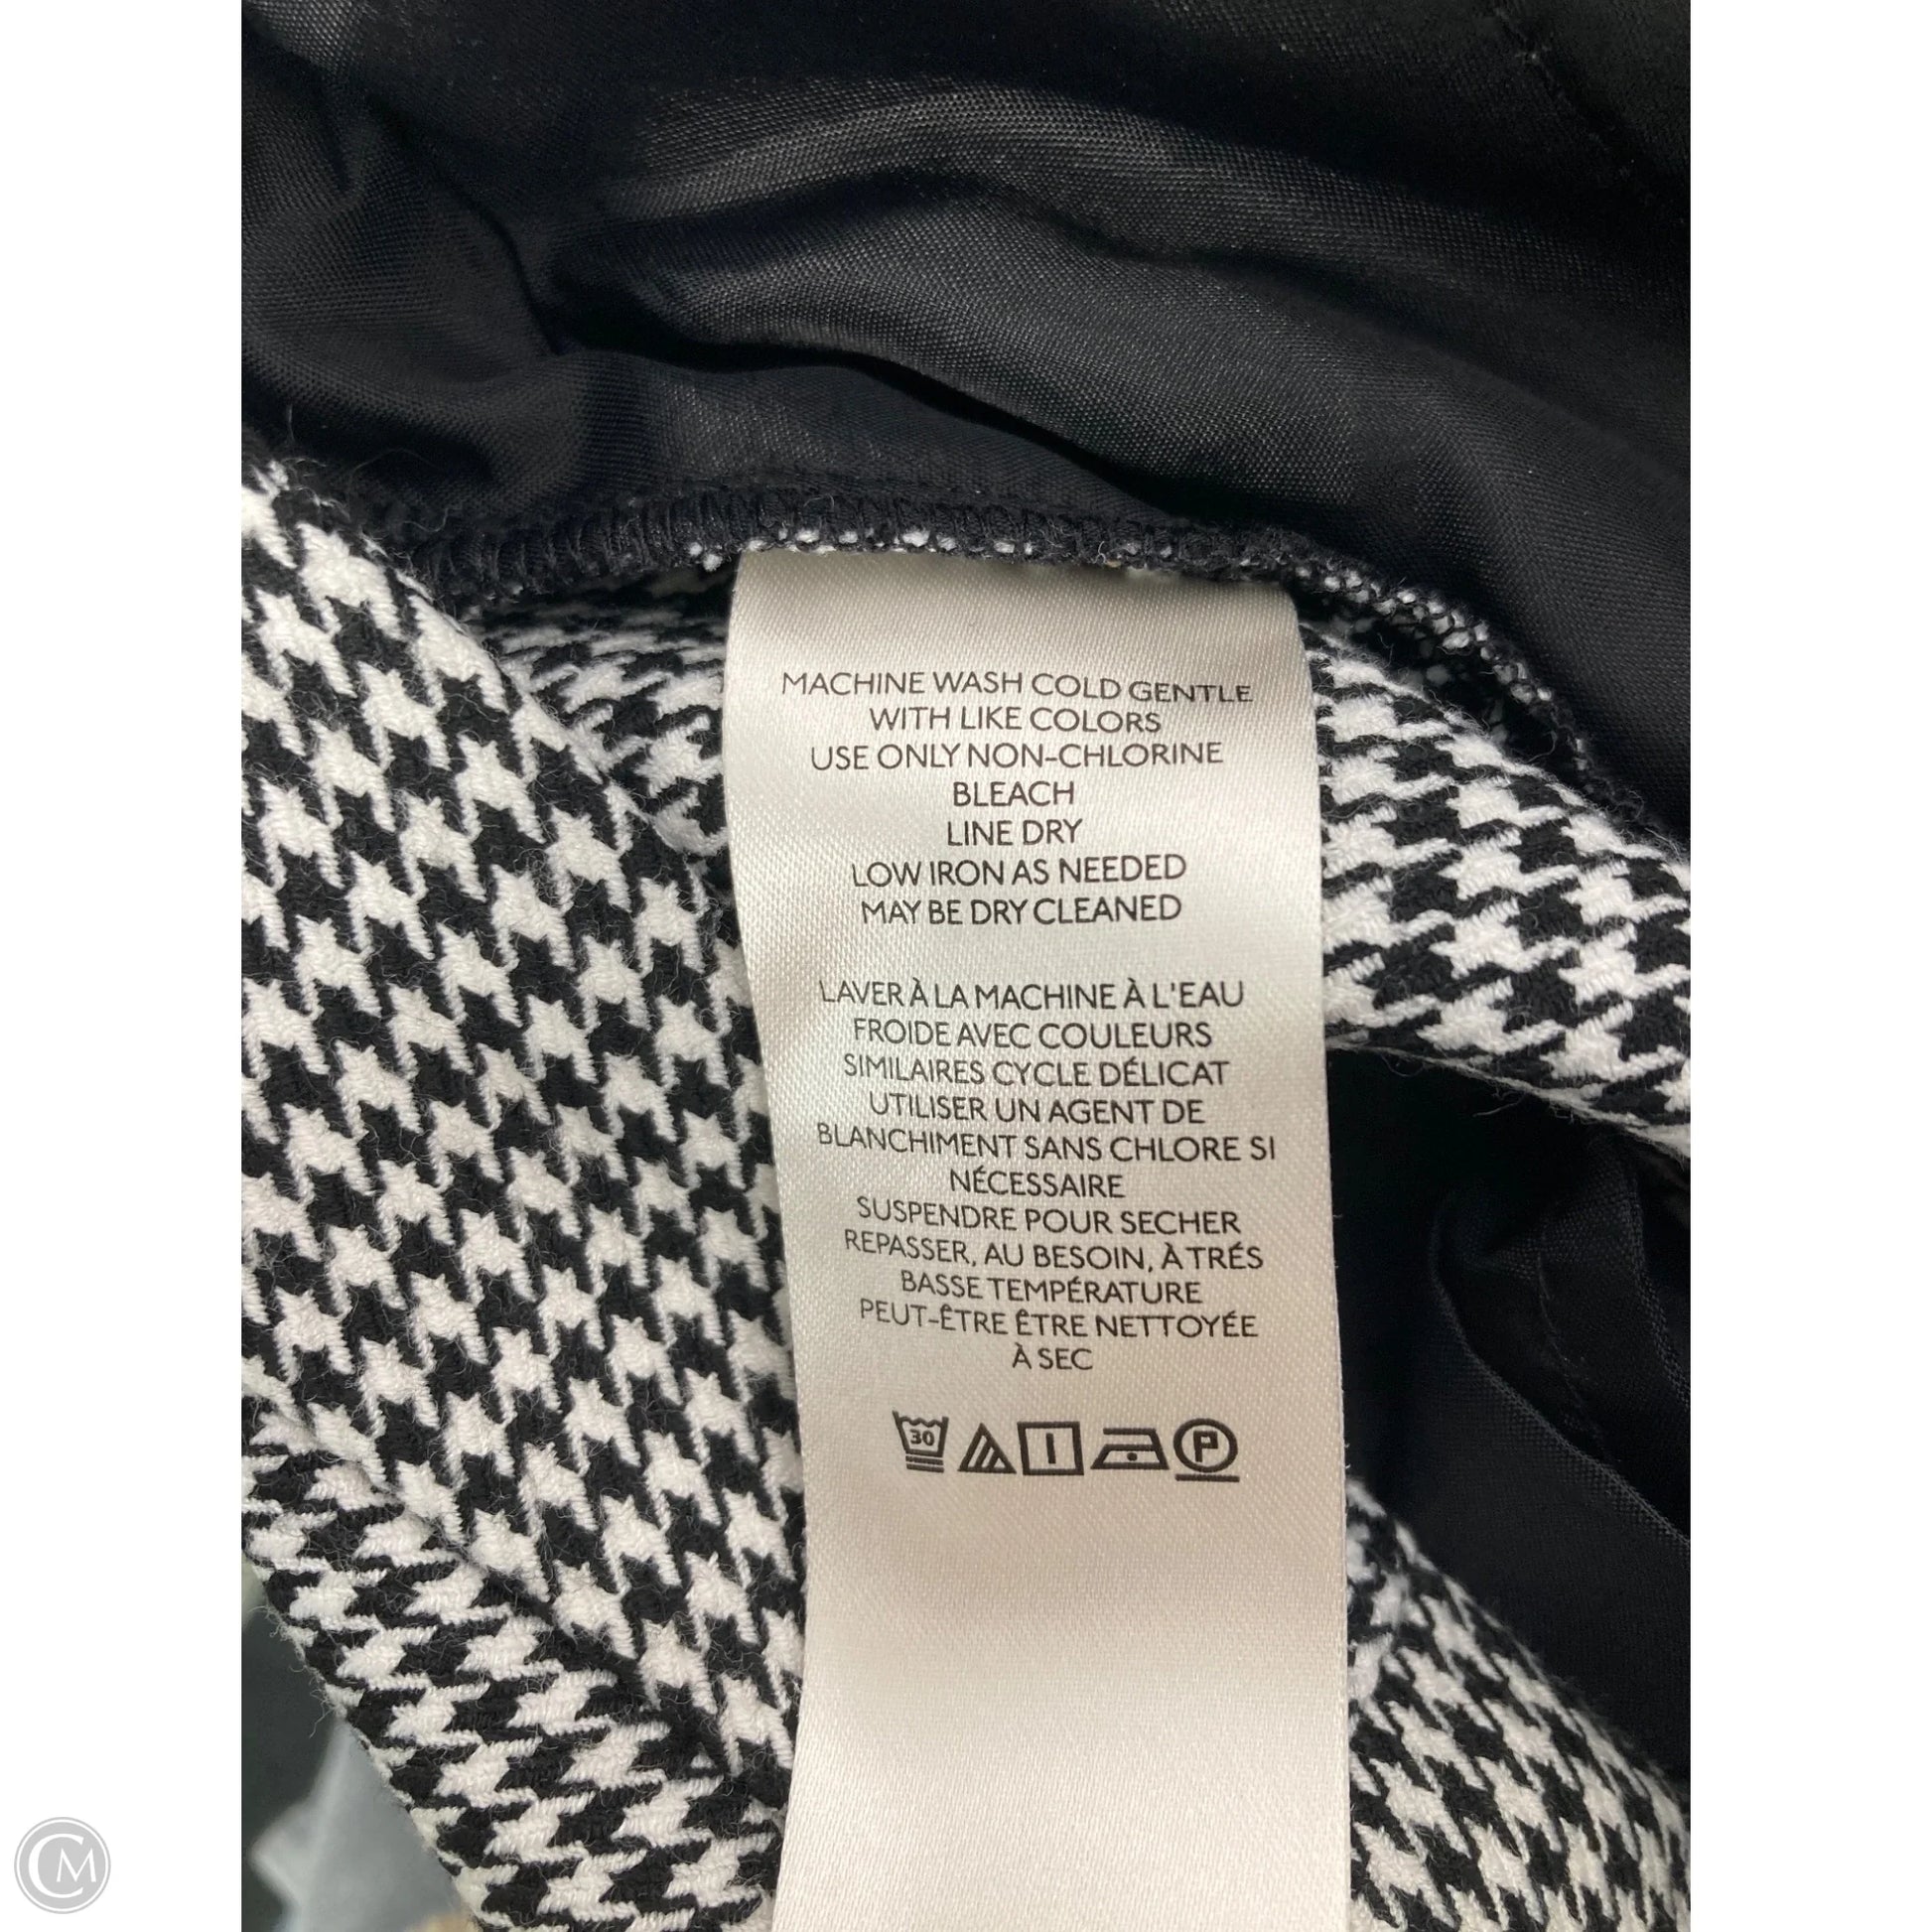 MACHINE WASH COLD GENTLE
WITH LIKE COLORS
USE ONLY NON-CHLORINE
BLEACH
LINE DRY
LOW IRON AS NEEDED
MAY BE DRY CLEANED
LAVER À LA MACHINE À L'EAU
FROIDE AVEC COULEURS
SIMILAIRES CYCLE DÉLICAT
UTILISER UN AGENT DE
BLANCHIMENT SANS CHLORE SI
NÉCESSAIRE
SUSPENDRE POUR SECHER
REPASSER, AU BESOIN, À TRÉS
BASSE TEMPÉRATURE
PEUT-ÊTRE ÊTRE NETTOYÉE
À SEC
30 P
CM